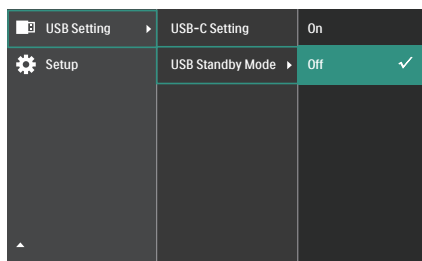 USB Setting
USB-C Setting
On
Setup
USB Standby Mode
Off